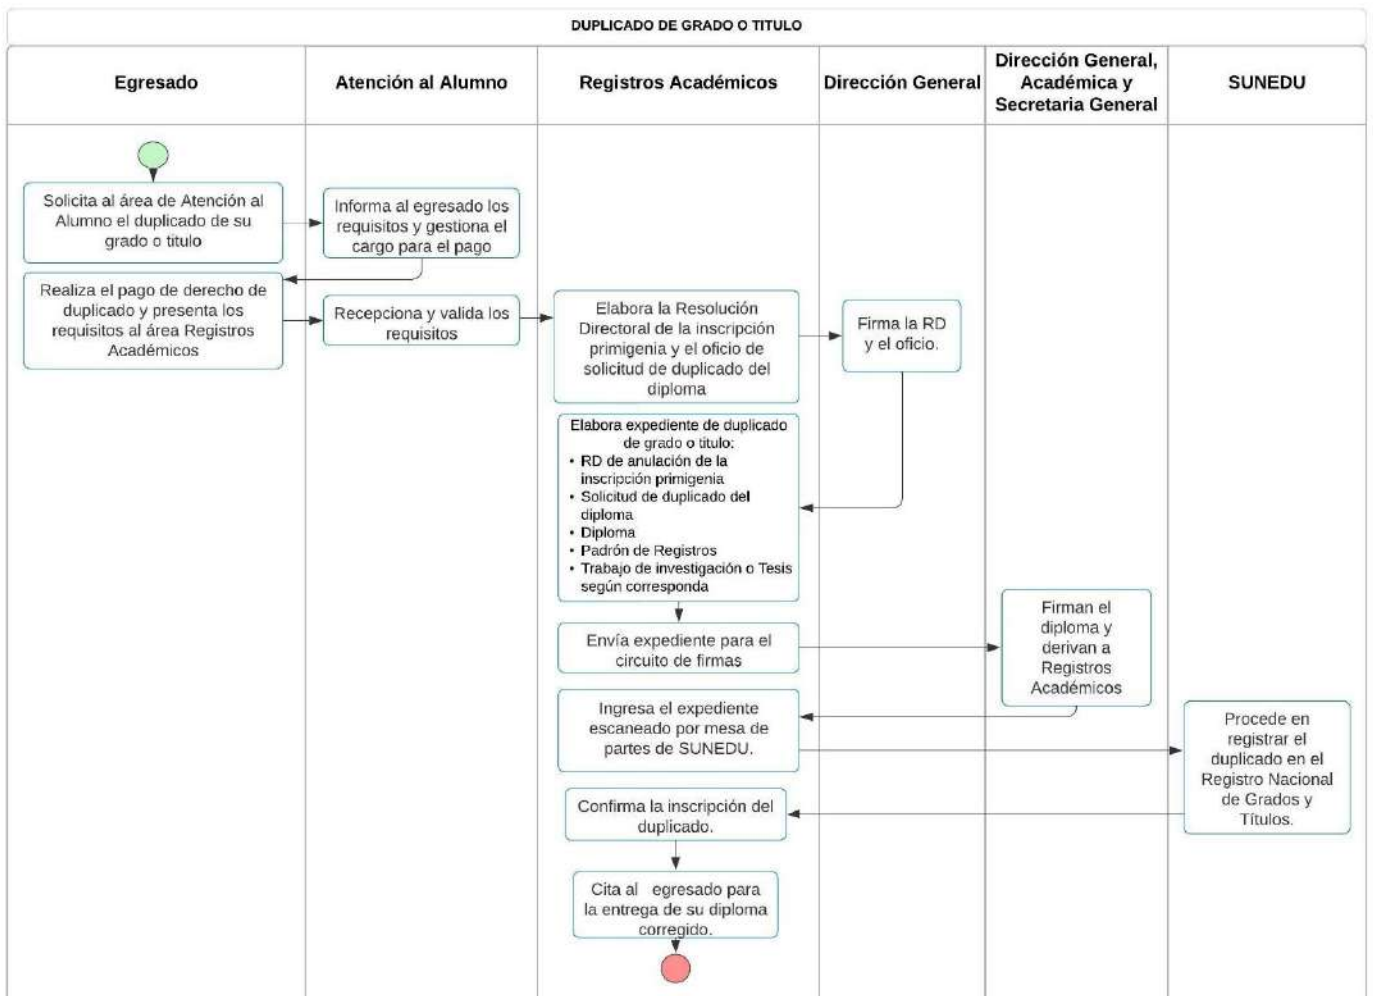 DUPLICADO DE GRADO O TITULO
Egresado
Atención al Alumno
Registros Académicos
Dirección General
Dirección General,
Académica y
Secretaria General
SUNEDU
Solicita al área de Atención al
Alumno el duplicado de su
grado o titulo
Informa al egresado los
requisitos y gestiona el
cargo para el pago
Realiza el pago de derecho de
duplicado y presenta los
requisitos al área Registros
Académicos
Recepciona y valida los
requisitos
Elabora la Resolución
Directoral de la inscripción
primigenia y el oficio de
solicitud de duplicado del
diploma
Firma la RD
y el oficio.
Elabora expediente de duplicado
de grado o titulo:
• RD de anulación de la
inscripción primigenia
• Solicitud de duplicado del
diploma
• Diploma
• Padrón de Registros
• Trabajo de investigación o Tesis
según corresponda
Envía expediente para el
circuito de firmas
Firman el
diploma y
derivan a
Registros
Académicos
Ingresa el expediente
escaneado por mesa de
partes de SUNEDU.
Procede en
registrar el
duplicado en el
Registro Nacional
de Grados y
Títulos.
Confirma la inscripción del
duplicado.
Cita al egresado para
la entrega de su diploma
corregido.